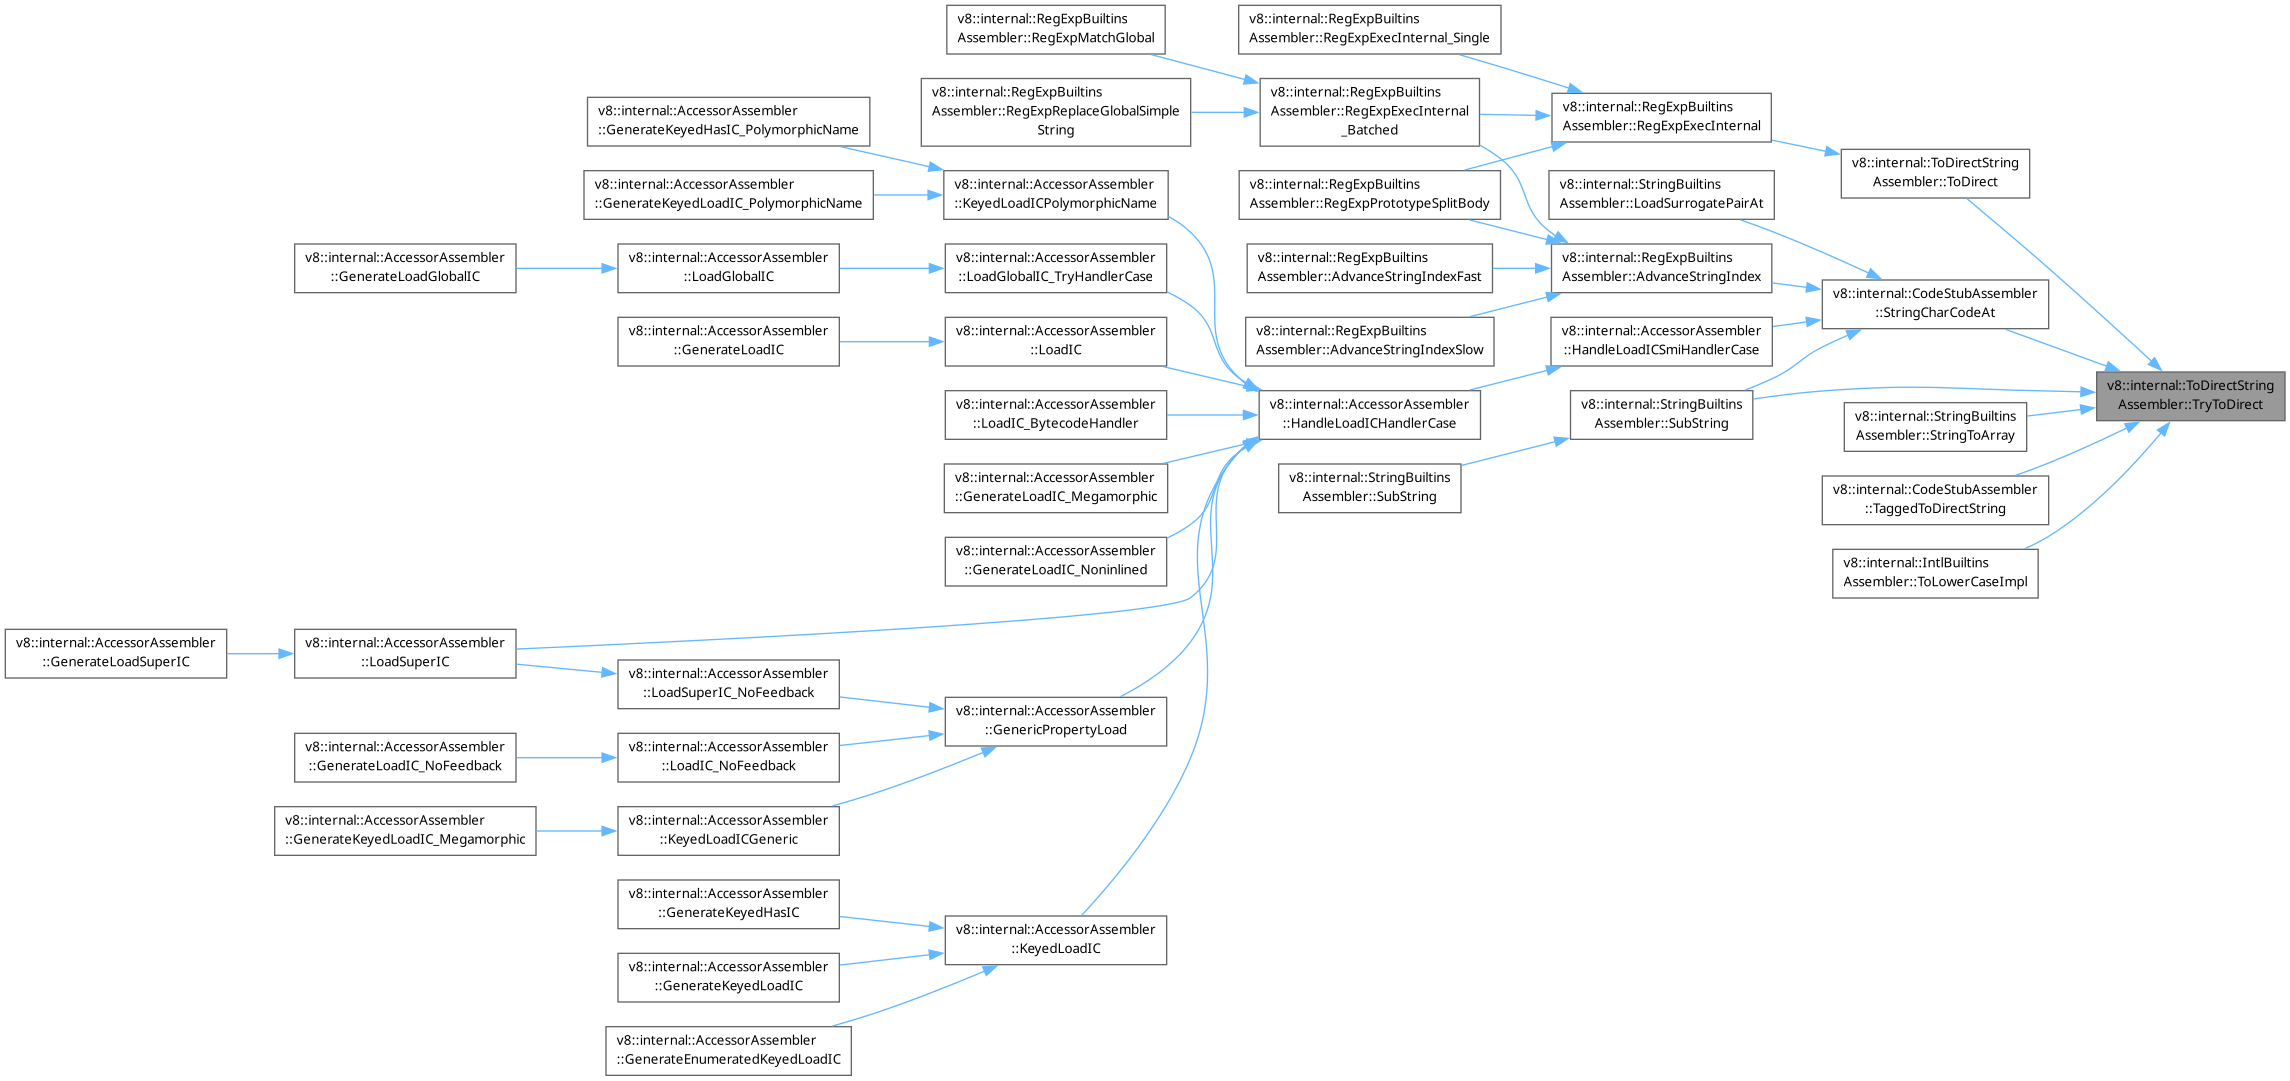 v8::internal::RegExpBuiltins
Assembler::RegExpMatchGlobal
v8::internal::RegExpBuiltins
Assembler::RegExpExecInternal_Single
v8::internal::RegExpBuiltins
Assembler::RegExpReplaceGlobalSimple
String
v8::internal::RegExpBuiltins
Assembler::RegExpExecInternal
_Batched
v8::internal::RegExpBuiltins
Assembler::RegExpExecInternal
v8::internal::AccessorAssembler
::GenerateKeyedHasIC_PolymorphicName
v8::internal::ToDirectString
Assembler::ToDirect
v8::internal::AccessorAssembler
::GenerateKeyedLoadIC_PolymorphicName
v8::internal::AccessorAssembler
::KeyedLoadICPolymorphicName
v8::internal::RegExpBuiltins
Assembler::RegExpPrototypeSplitBody
v8::internal::StringBuiltins
Assembler::LoadSurrogatePairAt
v8::internal::AccessorAssembler
::GenerateLoadGlobalIC
v8::internal::AccessorAssembler
::LoadGlobalIC
v8::internal::AccessorAssembler
::LoadGlobalIC_TryHandlerCase
v8::internal::RegExpBuiltins
Assembler::AdvanceStringIndexFast
v8::internal::RegExpBuiltins
Assembler::AdvanceStringIndex
v8::internal::CodeStubAssembler
::StringCharCodeAt
v8::internal::AccessorAssembler
::GenerateLoadIC
v8::internal::AccessorAssembler
::LoadIC
v8::internal::RegExpBuiltins
Assembler::AdvanceStringIndexSlow
v8::internal::AccessorAssembler
::HandleLoadICSmiHandlerCase
v8::internal::ToDirectString
Assembler::TryToDirect
v8::internal::AccessorAssembler
::LoadIC_BytecodeHandler
v8::internal::AccessorAssembler
::HandleLoadICHandlerCase
v8::internal::StringBuiltins
Assembler::SubString
v8::internal::StringBuiltins
Assembler::StringToArray
v8::internal::AccessorAssembler
::GenerateLoadIC_Megamorphic
v8::internal::StringBuiltins
Assembler::SubString
v8::internal::CodeStubAssembler
::TaggedToDirectString
v8::internal::AccessorAssembler
::GenerateLoadIC_Noninlined
v8::internal::IntlBuiltins
Assembler::ToLowerCaseImpl
v8::internal::AccessorAssembler
::GenerateLoadSuperIC
v8::internal::AccessorAssembler
::LoadSuperIC
v8::internal::AccessorAssembler
::LoadSuperIC_NoFeedback
v8::internal::AccessorAssembler
::GenericPropertyLoad
v8::internal::AccessorAssembler
::GenerateLoadIC_NoFeedback
v8::internal::AccessorAssembler
::LoadIC_NoFeedback
v8::internal::AccessorAssembler
::GenerateKeyedLoadIC_Megamorphic
v8::internal::AccessorAssembler
::KeyedLoadICGeneric
v8::internal::AccessorAssembler
::GenerateKeyedHasIC
v8::internal::AccessorAssembler
::KeyedLoadIC
v8::internal::AccessorAssembler
::GenerateKeyedLoadIC
v8::internal::AccessorAssembler
::GenerateEnumeratedKeyedLoadIC